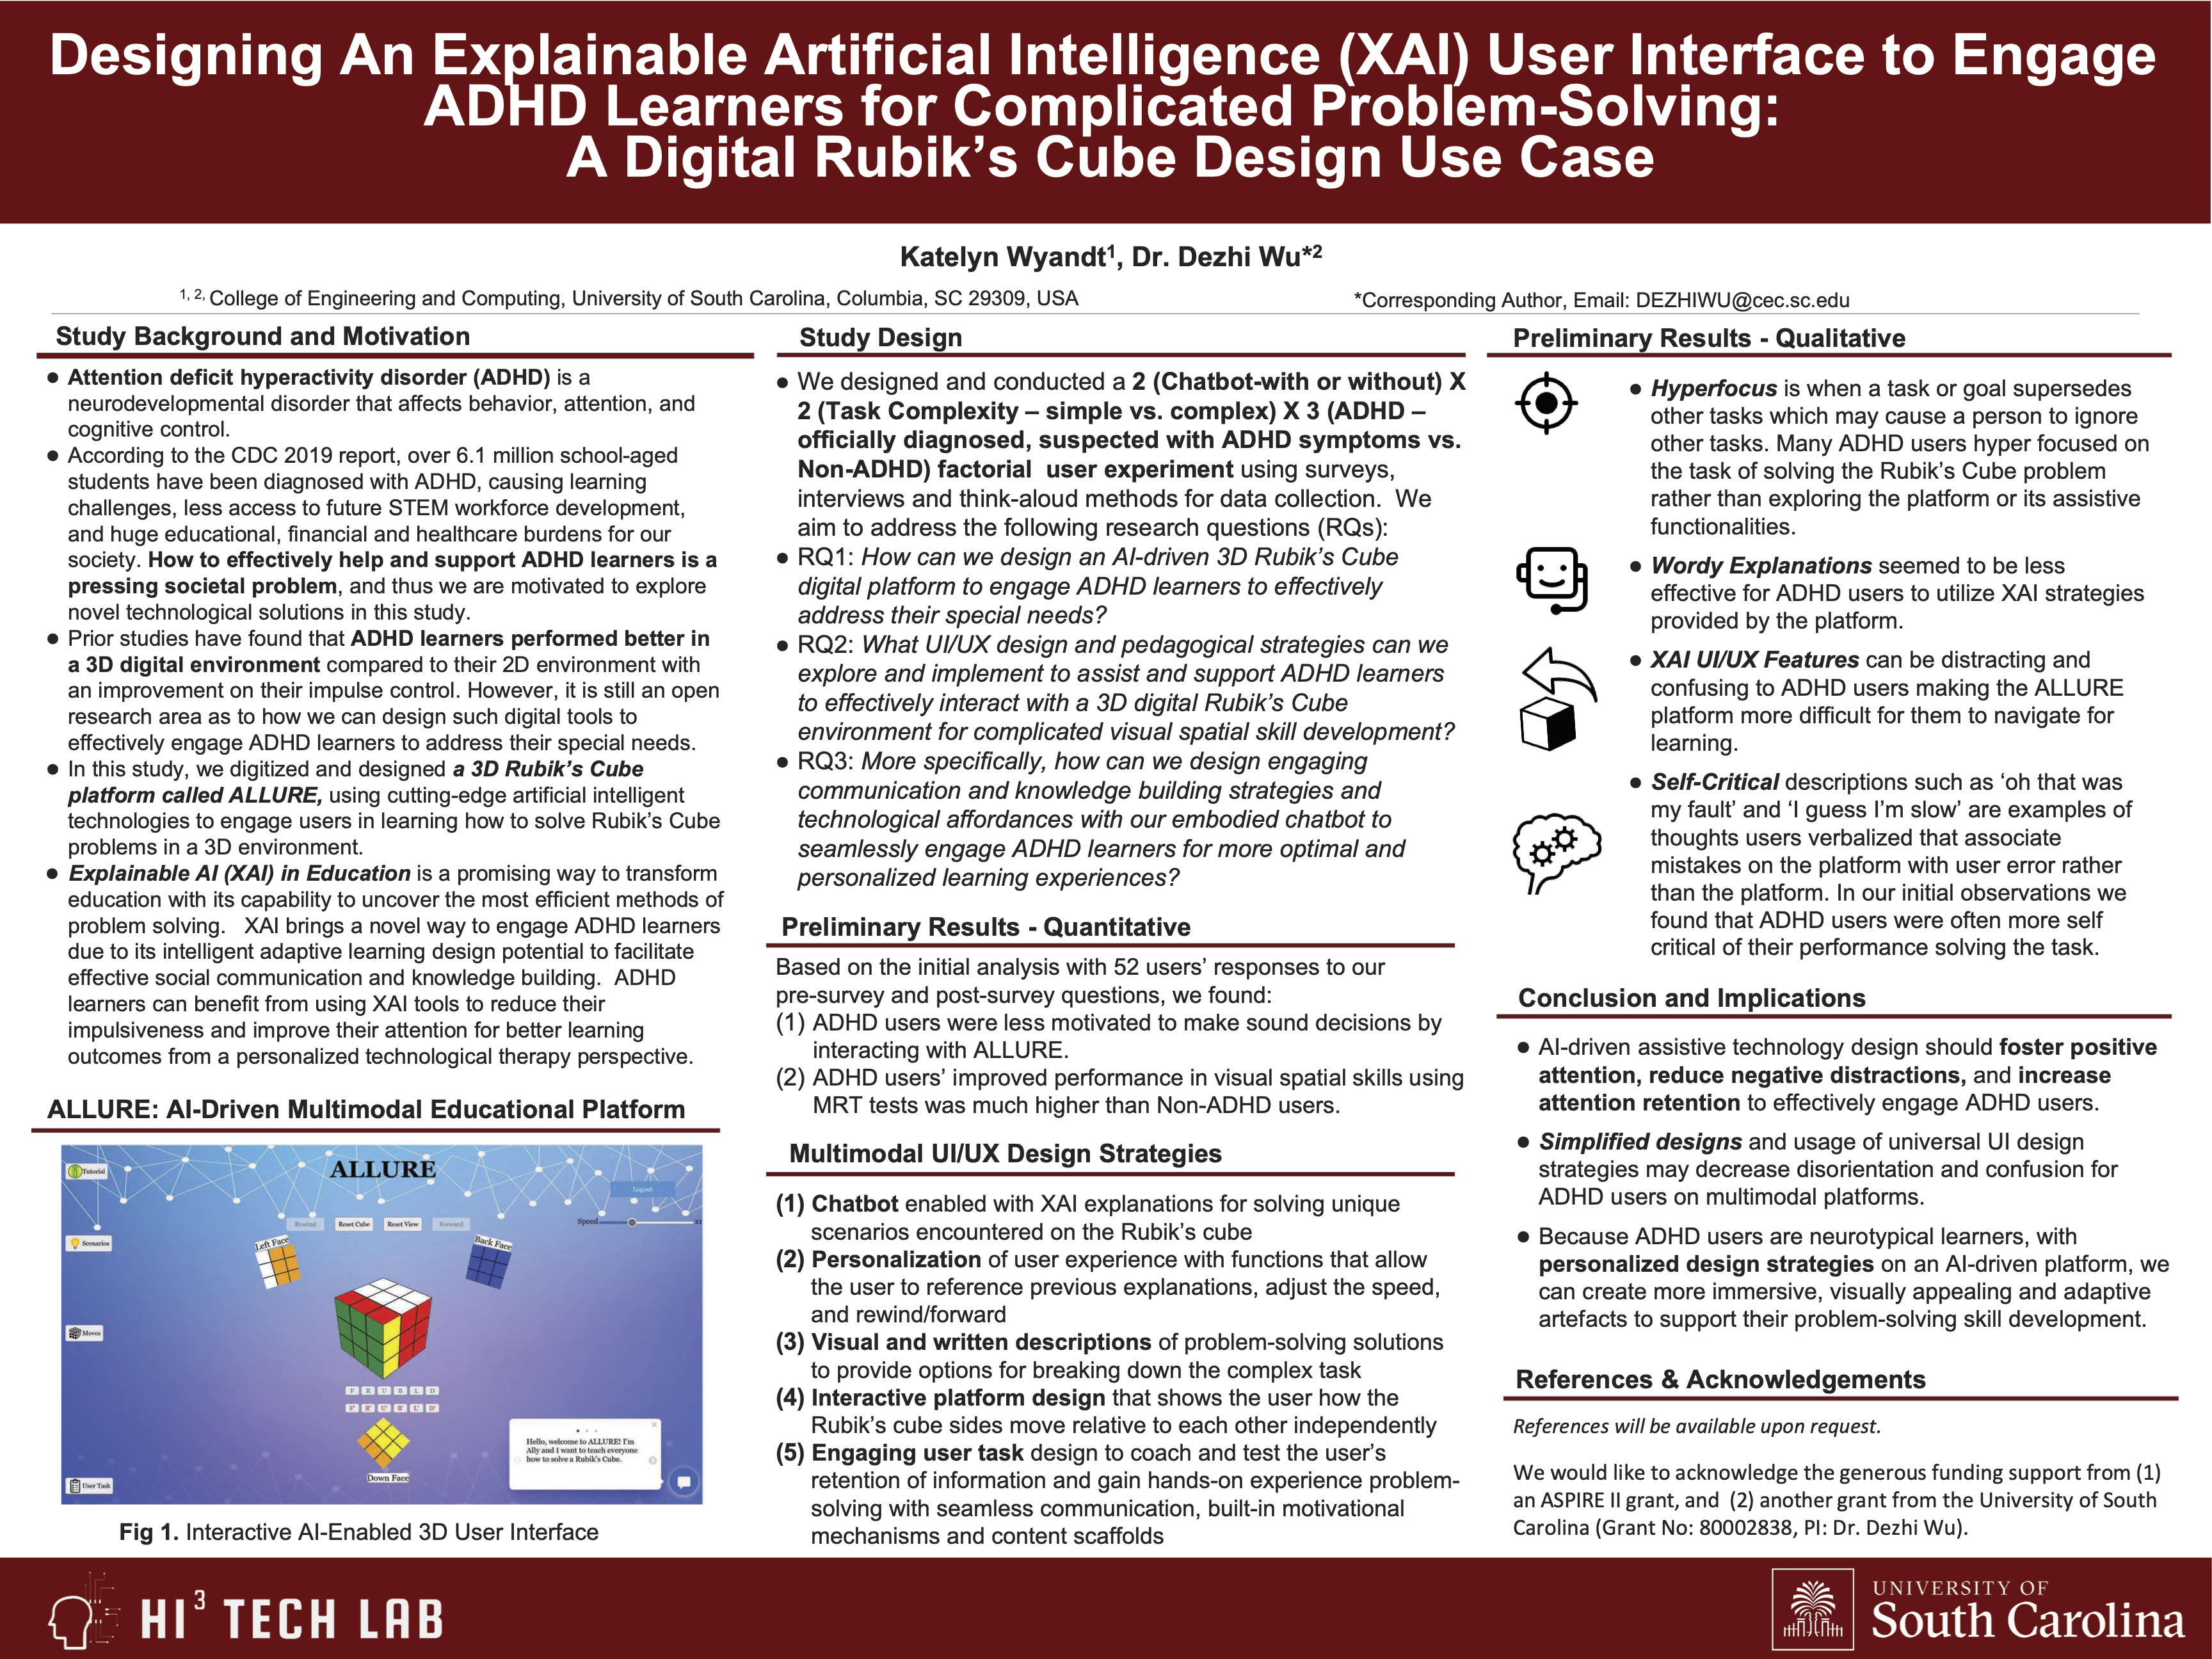 Designing An Explainable Artificial Intelligence (XAI) User Interface to Engage
ADHD Learners for Complicated Problem-Solving:
A Digital Rubik's Cube Design Use Case
Katelyn Wyandt¹, Dr. Dezhi Wu*²
1, 2, College of Engineering and Computing, University of South Carolina, Columbia, SC 29309, USA
*Corresponding Author, Email: DEZHIWU@cec.sc.edu
Study Background and Motivation
● Attention deficit hyperactivity disorder (ADHD) is a
neurodevelopmental disorder that affects behavior, attention, and
cognitive control.
● According to the CDC 2019 report, over 6.1 million school-aged
students have been diagnosed with ADHD, causing learning
challenges, less access to future STEM workforce development,
and huge educational, financial and healthcare burdens for our
society. How to effectively help and support ADHD learners is a
pressing societal problem, and thus we are motivated to explore
novel technological solutions in this study.
● Prior studies have found that ADHD learners performed better in
a 3D digital environment compared to their 2D environment with
an improvement on their impulse control. However, it is still an open
research area as to how we can design such digital tools to
effectively engage ADHD learners to address their special needs.
● In this study, we digitized and designed a 3D Rubik's Cube
platform called ALLURE, using cutting-edge artificial intelligent
technologies to engage users in learning how to solve Rubik's Cube
problems in a 3D environment.
● Explainable AI (XAI) in Education is a promising way to transform
education with its capability to uncover the most efficient methods of
problem solving. XAI brings a novel way to engage ADHD learners
due to its intelligent adaptive learning design potential to facilitate
effective social communication and knowledge building. ADHD
learners can benefit from using XAI tools to reduce their
impulsiveness and improve their attention for better learning
outcomes from a personalized technological therapy perspective.
ALLURE: AI-Driven Multimodal Educational Platform
ALLURE
Tutorial
Logout
Rewind
Reset Cube
Reset View
Forward
Speed
x1
Scenarios
Left Face
Back Face
Moves
F R U B L D
F' R' U' B' L' D'
Down Face
Hello, welcome to ALLURE! I'm
Ally and I want to teach everyone
how to solve a Rubik's Cube.
User Task
Fig 1. Interactive AI-Enabled 3D User Interface
Study Design
● We designed and conducted a 2 (Chatbot-with or without) X
2 (Task Complexity – simple vs. complex) X 3 (ADHD –
officially diagnosed, suspected with ADHD symptoms vs.
Non-ADHD) factorial user experiment using surveys,
interviews and think-aloud methods for data collection. We
aim to address the following research questions (RQs):
● RQ1: How can we design an AI-driven 3D Rubik's Cube
digital platform to engage ADHD learners to effectively
address their special needs?
● RQ2: What UI/UX design and pedagogical strategies can we
explore and implement to assist and support ADHD learners
to effectively interact with a 3D digital Rubik's Cube
environment for complicated visual spatial skill development?
● RQ3: More specifically, how can we design engaging
communication and knowledge building strategies and
technological affordances with our embodied chatbot to
seamlessly engage ADHD learners for more optimal and
personalized learning experiences?
Preliminary Results - Quantitative
Based on the initial analysis with 52 users' responses to our
pre-survey and post-survey questions, we found:
(1) ADHD users were less motivated to make sound decisions by
interacting with ALLURE.
(2) ADHD users' improved performance in visual spatial skills using
MRT tests was much higher than Non-ADHD users.
Multimodal UI/UX Design Strategies
(1) Chatbot enabled with XAI explanations for solving unique
scenarios encountered on the Rubik's cube
(2) Personalization of user experience with functions that allow
the user to reference previous explanations, adjust the speed,
and rewind/forward
(3) Visual and written descriptions of problem-solving solutions
to provide options for breaking down the complex task
(4) Interactive platform design that shows the user how the
Rubik's cube sides move relative to each other independently
(5) Engaging user task design to coach and test the user's
retention of information and gain hands-on experience problem-
solving with seamless communication, built-in motivational
mechanisms and content scaffolds
Preliminary Results - Qualitative
● Hyperfocus is when a task or goal supersedes
other tasks which may cause a person to ignore
other tasks. Many ADHD users hyper focused on
the task of solving the Rubik's Cube problem
rather than exploring the platform or its assistive
functionalities.
● Wordy Explanations seemed to be less
effective for ADHD users to utilize XAI strategies
provided by the platform.
● XAI UI/UX Features can be distracting and
confusing to ADHD users making the ALLURE
platform more difficult for them to navigate for
learning.
● Self-Critical descriptions such as 'oh that was
my fault' and 'I guess I'm slow' are examples of
thoughts users verbalized that associate
mistakes on the platform with user error rather
than the platform. In our initial observations we
found that ADHD users were often more self
critical of their performance solving the task.
Conclusion and Implications
● AI-driven assistive technology design should foster positive
attention, reduce negative distractions, and increase
attention retention to effectively engage ADHD users.
● Simplified designs and usage of universal UI design
strategies may decrease disorientation and confusion for
ADHD users on multimodal platforms.
● Because ADHD users are neurotypical learners, with
personalized design strategies on an AI-driven platform, we
can create more immersive, visually appealing and adaptive
artefacts to support their problem-solving skill development.
References & Acknowledgements
References will be available upon request.
We would like to acknowledge the generous funding support from (1)
an ASPIRE II grant, and (2) another grant from the University of South
Carolina (Grant No: 80002838, PI: Dr. Dezhi Wu).
HI³ TECH LAB
UNIVERSITY OF
South Carolina